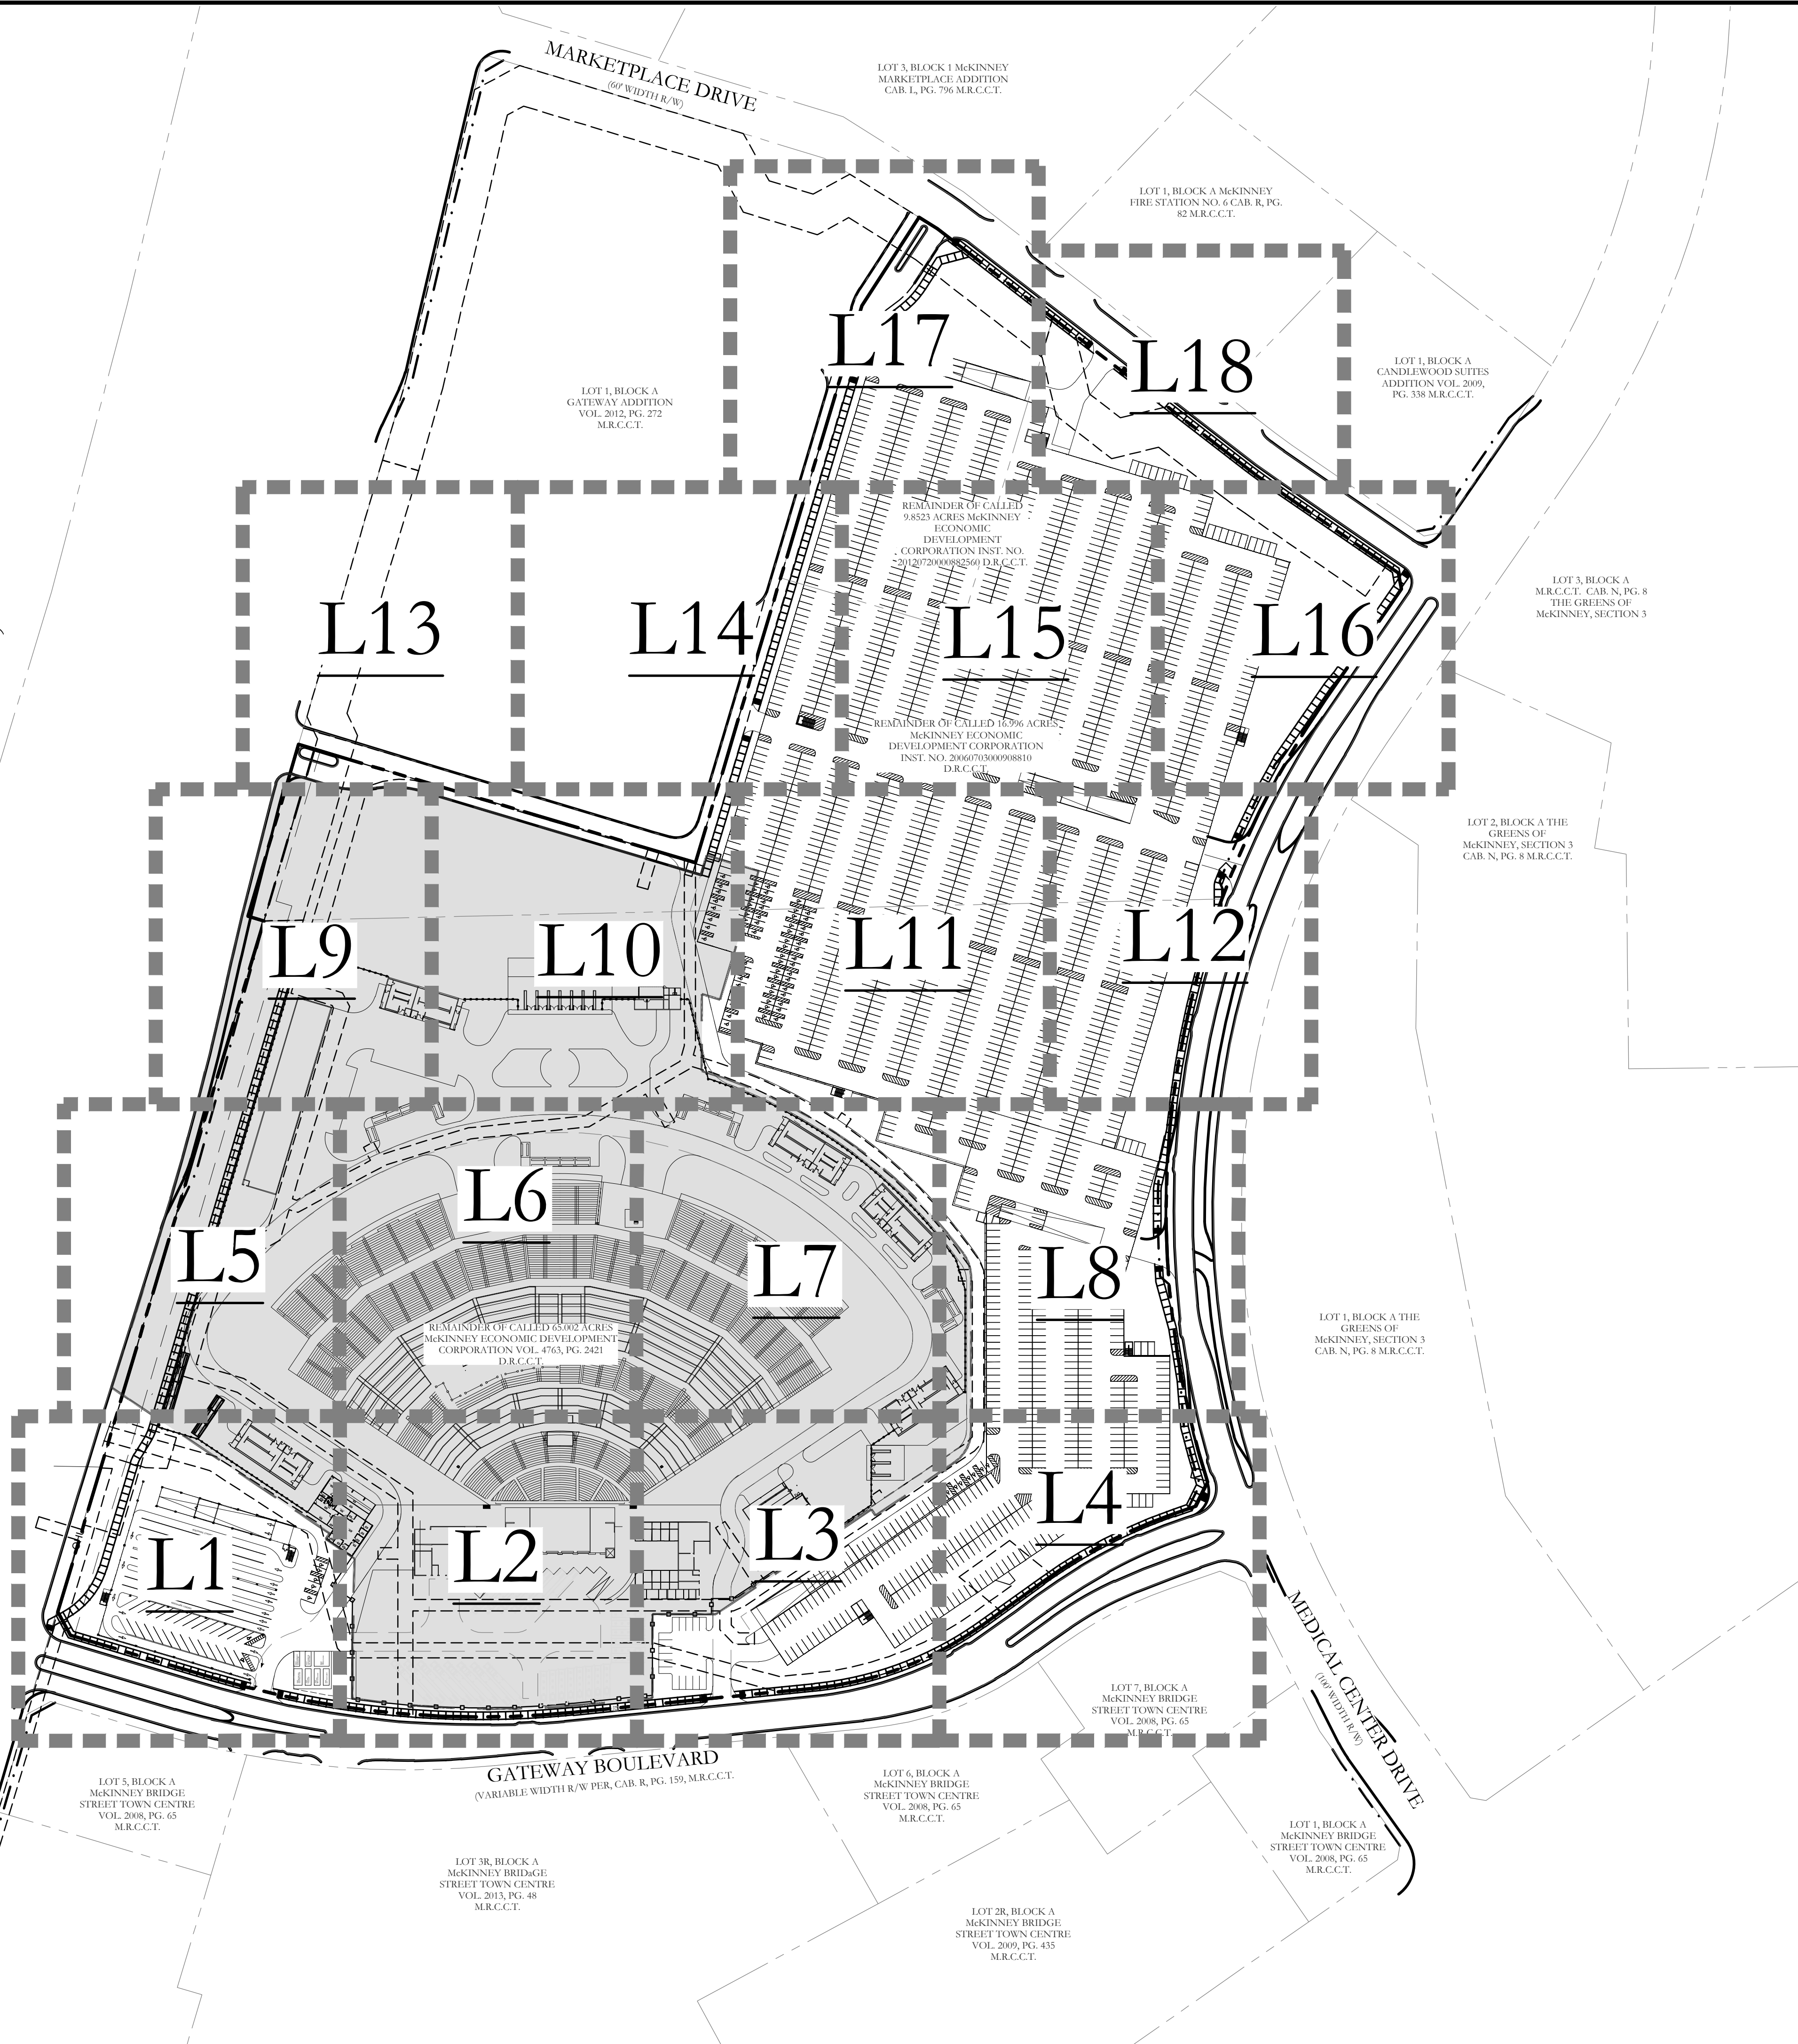 MARKETPLACE DRIVE
(60' WIDTH R/W)
LOT 3, BLOCK 1 McKINNEY
MARKETPLACE ADDITION
CAB. L, PG. 796 M.R.C.C.T.
LOT 1, BLOCK A McKINNEY
FIRE STATION NO. 6 CAB. R, PG.
82 M.R.C.C.T.
L17
L18
LOT 1, BLOCK A
CANDLEWOOD SUITES
ADDITION VOL. 2009,
PG. 338 M.R.C.C.T.
LOT 1, BLOCK A
GATEWAY ADDITION
VOL. 2012, PG. 272
M.R.C.C.T.
REMAINDER OF CALLED
9.8523 ACRES McKINNEY
ECONOMIC
DEVELOPMENT
CORPORATION INST. NO.
20120720000882560 D.R.C.C.T.
LOT 3, BLOCK A
M.R.C.C.T. CAB. N, PG. 8
THE GREENS OF
McKINNEY, SECTION 3
L13
L14
L15
L16
REMAINDER OF CALLED 16.996 ACRES
McKINNEY ECONOMIC
DEVELOPMENT CORPORATION
INST. NO. 20060703000908810
D.R.C.C.T.
LOT 2, BLOCK A THE
GREENS OF
McKINNEY, SECTION 3
CAB. N, PG. 8 M.R.C.C.T.
L9
L10
L11
L12
L5
L6
L7
L8
REMAINDER OF CALLED 65.002 ACRES
McKINNEY ECONOMIC DEVELOPMENT
CORPORATION VOL. 4763, PG. 2421
D.R.C.C.T.
LOT 1, BLOCK A THE
GREENS OF
McKINNEY, SECTION 3
CAB. N, PG. 8 M.R.C.C.T.
L1
L2
L3
L4
MEDICAL CENTER DRIVE
(100' WIDTH R/W)
LOT 7, BLOCK A
McKINNEY BRIDGE
STREET TOWN CENTRE
VOL. 2008, PG. 65
M.R.C.C.T.
GATEWAY BOULEVARD
(VARIABLE WIDTH R/W PER, CAB. R, PG. 159, M.R.C.C.T.
LOT 5, BLOCK A
McKINNEY BRIDGE
STREET TOWN CENTRE
VOL. 2008, PG. 65
M.R.C.C.T.
LOT 6, BLOCK A
McKINNEY BRIDGE
STREET TOWN CENTRE
VOL. 2008, PG. 65
M.R.C.C.T.
LOT 1, BLOCK A
McKINNEY BRIDGE
STREET TOWN CENTRE
VOL. 2008, PG. 65
M.R.C.C.T.
LOT 3R, BLOCK A
McKINNEY BRIDaGE
STREET TOWN CENTRE
VOL. 2013, PG. 48
M.R.C.C.T.
LOT 2R, BLOCK A
McKINNEY BRIDGE
STREET TOWN CENTRE
VOL. 2009, PG. 435
M.R.C.C.T.